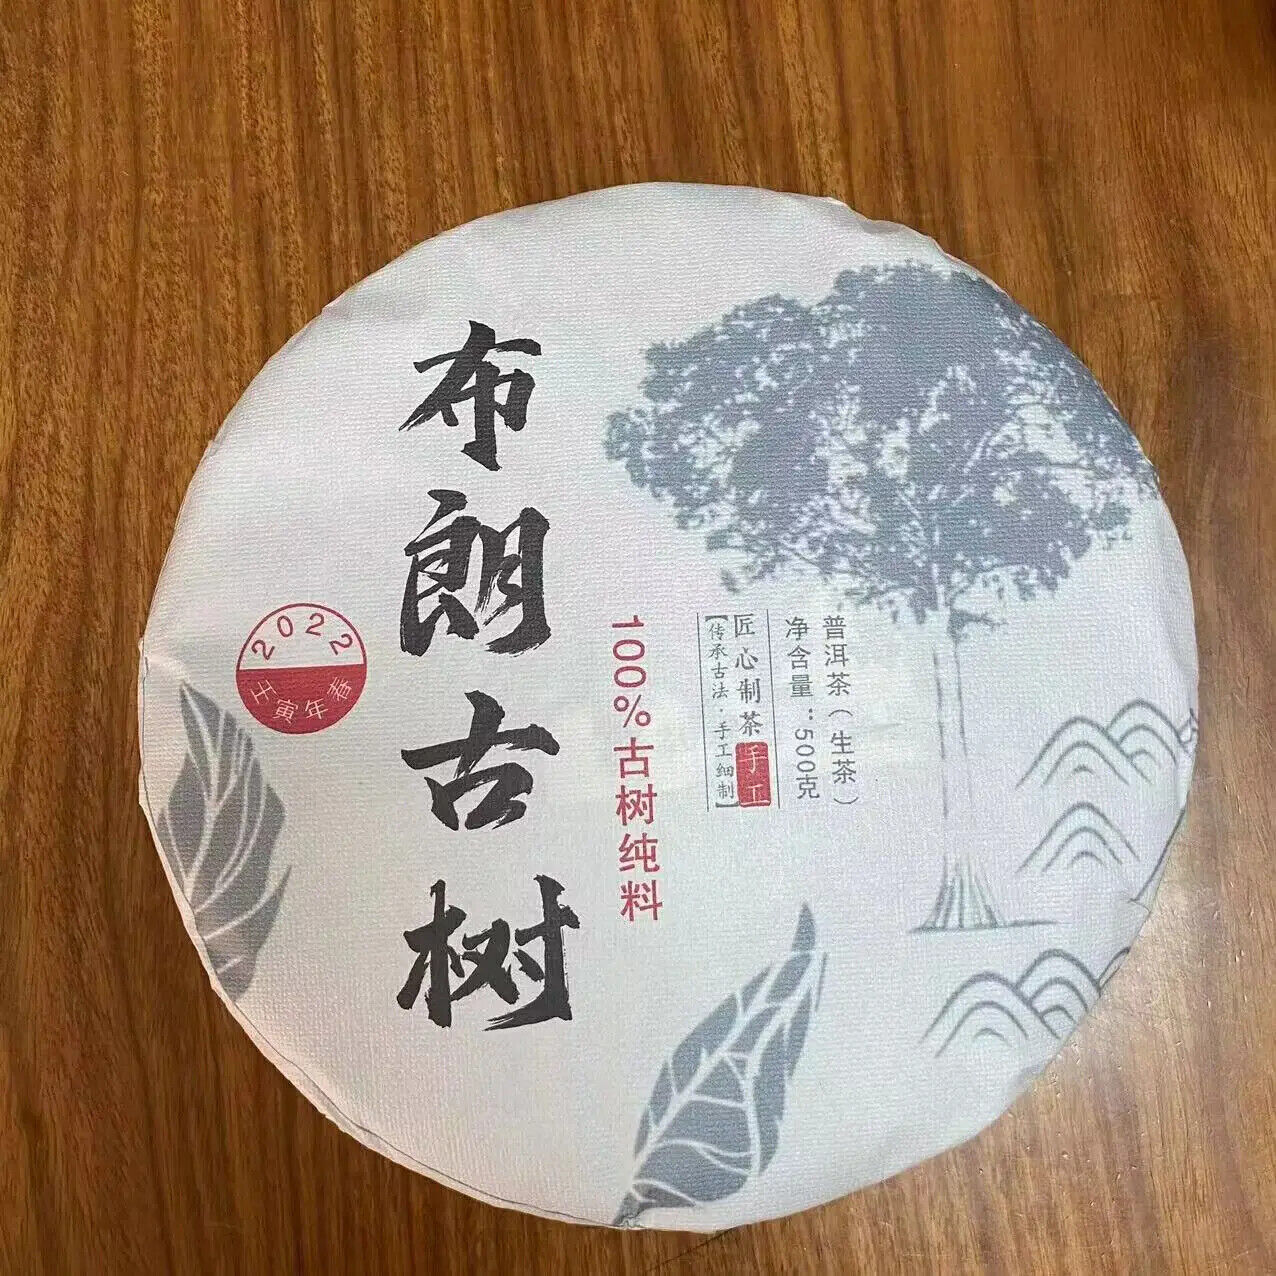 布朗古树
2022
壬寅年春
100%古树纯料
【传承古法 手工细制】
匠心制茶 手工
净含量：500克
普洱茶（生茶）